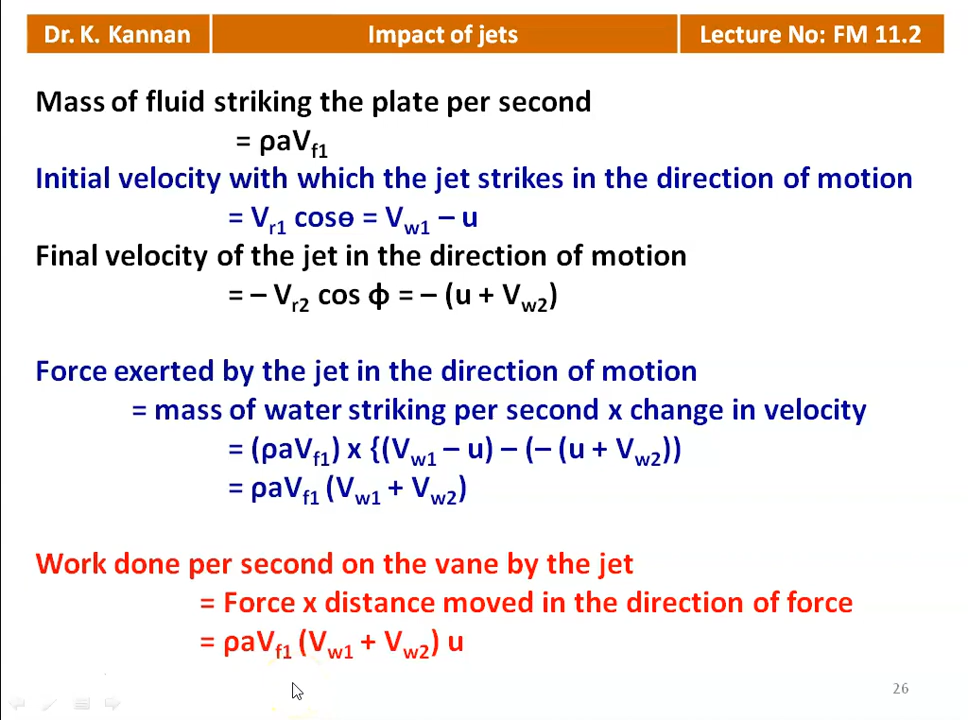 Dr. K. Kannan
Impact of jets
Lecture No: FM 11.2
Mass of fluid striking the plate per second
= ρaVf1
Initial velocity with which the jet strikes in the direction of motion
= Vr1 cosɵ = Vw1 – u
Final velocity of the jet in the direction of motion
= – Vr2 cos ϕ = – (u + Vw2)
Force exerted by the jet in the direction of motion
= mass of water striking per second x change in velocity
= (ρaVf1) x {(Vw1 – u) – (– (u + Vw2))
= ρaVf1 (Vw1 + Vw2)
Work done per second on the vane by the jet
= Force x distance moved in the direction of force
= ρaVf1 (Vw1 + Vw2) u
26